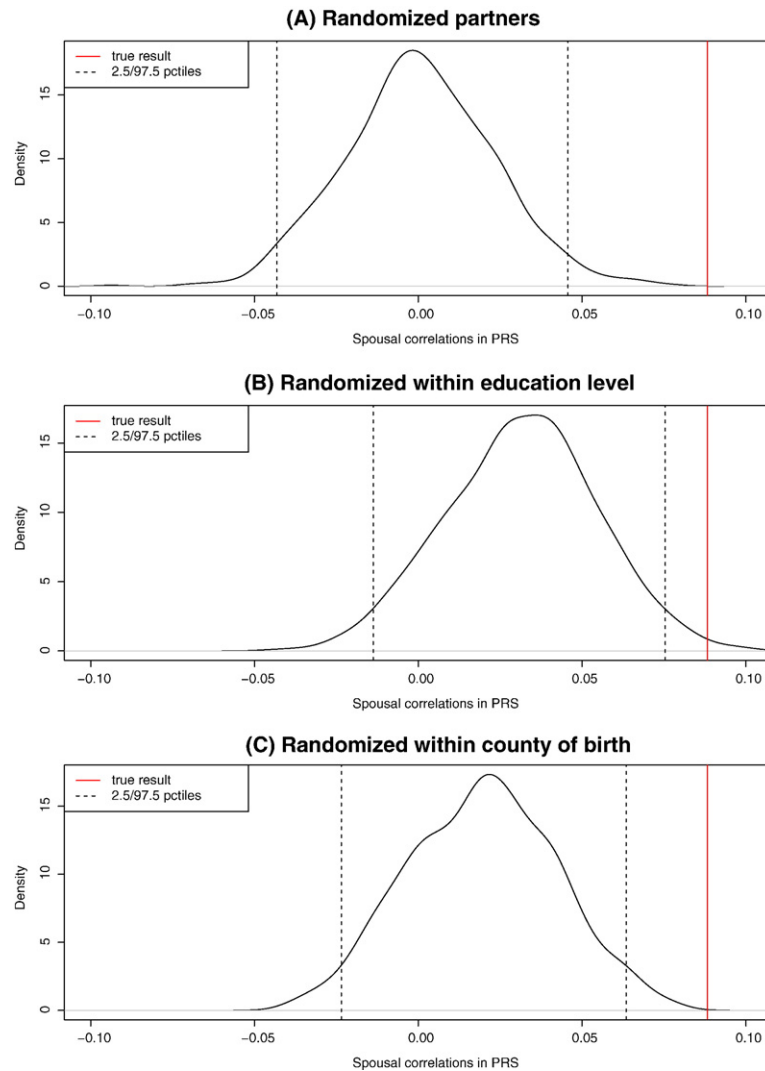 (A) Randomized partners
true result
2.5/97.5 pctiles
Density
0
5
10
15
−0.10
−0.05
0.00
0.05
0.10
Spousal correlations in PRS
(B) Randomized within education level
true result
2.5/97.5 pctiles
Density
0
5
10
15
−0.10
−0.05
0.00
0.05
0.10
Spousal correlations in PRS
(C) Randomized within county of birth
true result
2.5/97.5 pctiles
Density
0
5
10
15
−0.10
−0.05
0.00
0.05
0.10
Spousal correlations in PRS